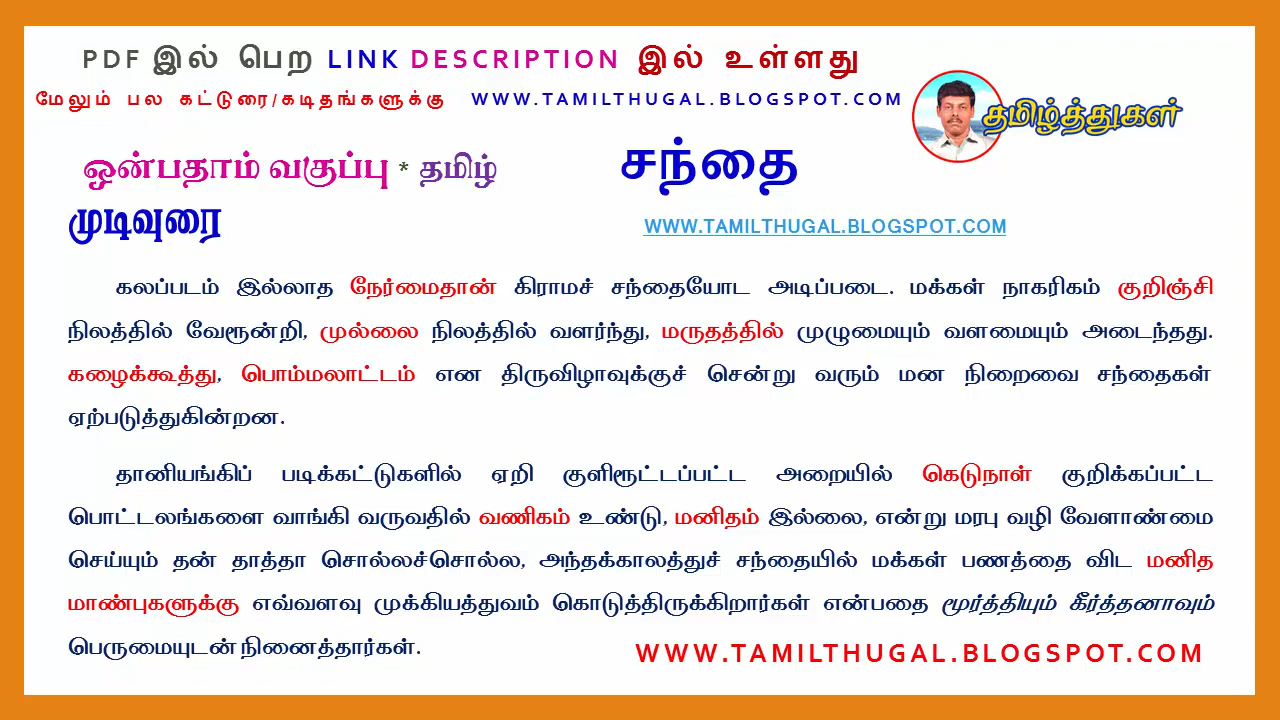 PDF இல் பெற LINK DESCRIPTION இல் உள்ளது
மேலும் பல கட்டுரை/கடிதங்களுக்கு WWW.TAMILTHUGAL.BLOGSPOT.COM
தமிழ்த்துகள்
ஒன்பதாம் வகுப்பு * தமிழ் சந்தை
முடிவுரை WWW.TAMILTHUGAL.BLOGSPOT.COM
கலப்படம் இல்லாத நேர்மைதான் கிராமச் சந்தையோட அடிப்படை. மக்கள் நாகரிகம் குறிஞ்சி
நிலத்தில் வேரூன்றி, முல்லை நிலத்தில் வளர்ந்து, மருதத்தில் முழுமையும் வளமையும் அடைந்தது.
கழைக்கூத்து, பொம்மலாட்டம் என திருவிழாவுக்குச் சென்று வரும் மன நிறைவை சந்தைகள்
ஏற்படுத்துகின்றன.
தானியங்கிப் படிக்கட்டுகளில் ஏறி குளிரூட்டப்பட்ட அறையில் கெடுநாள் குறிக்கப்பட்ட
பொட்டலங்களை வாங்கி வருவதில் வணிகம் உண்டு, மனிதம் இல்லை, என்று மரபு வழி வேளாண்மை
செய்யும் தன் தாத்தா சொல்லச்சொல்ல, அந்தக்காலத்துச் சந்தையில் மக்கள் பணத்தை விட மனித
மாண்புகளுக்கு எவ்வளவு முக்கியத்துவம் கொடுத்திருக்கிறார்கள் என்பதை மூர்த்தியும் கீர்த்தனாவும்
பெருமையுடன் நினைத்தார்கள்.
WWW.TAMILTHUGAL.BLOGSPOT.COM